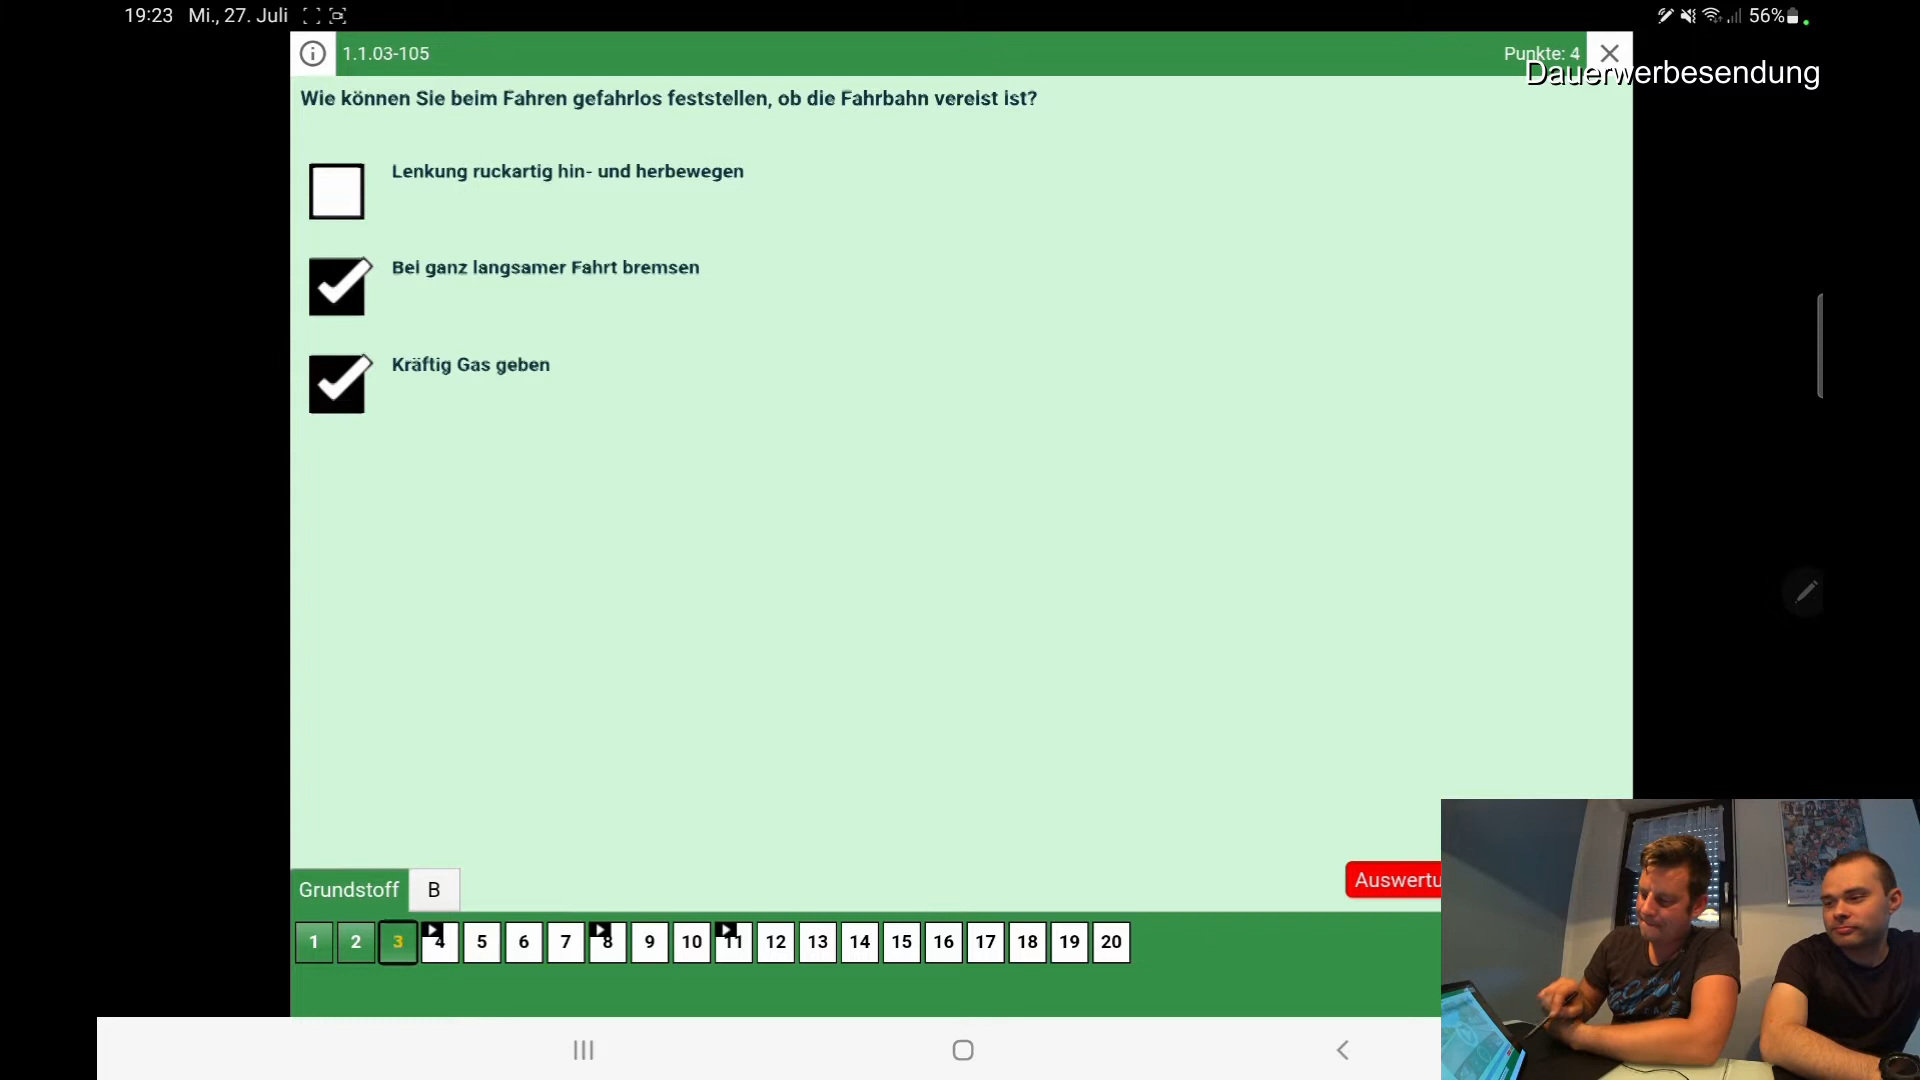 19:23 Mi., 27. Juli
56%
1.1.03-105
Punkte: 4
Dauerwerbesendung
Wie können Sie beim Fahren gefahrlos feststellen, ob die Fahrbahn vereist ist?
Lenkung ruckartig hin- und herbewegen
Bei ganz langsamer Fahrt bremsen
Kräftig Gas geben
Grundstoff B
Auswertu
1 2 3 4 5 6 7 8 9 10 11 12 13 14 15 16 17 18 19 20